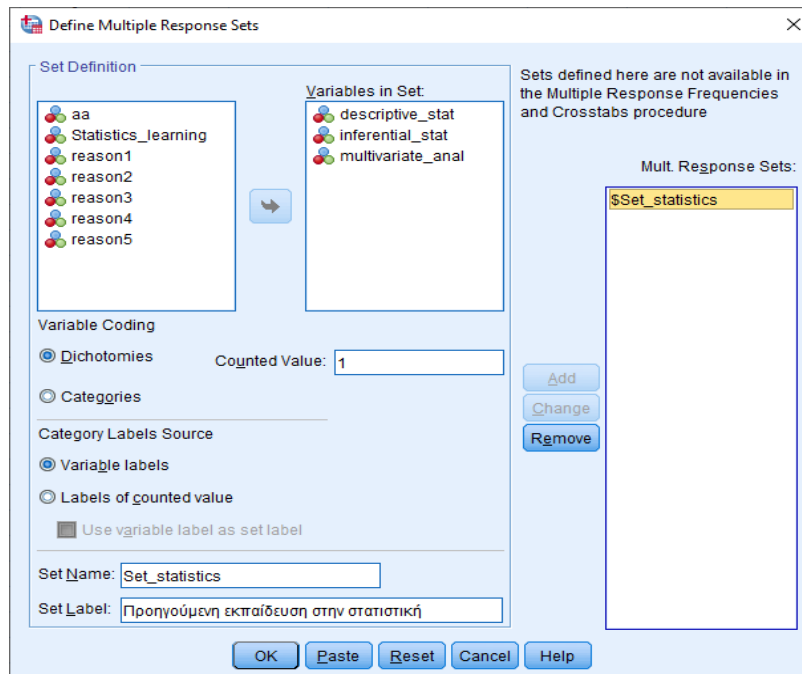 Define Multiple Response Sets
Set Definition
aa
Statistics_learning
reason1
reason2
reason3
reason4
reason5
Variables in Set:
descriptive_stat
inferential_stat
multivariate_anal
Variable Coding
Dichotomies
Counted Value: 1
Categories
Category Labels Source
Variable labels
Labels of counted value
Use variable label as set label
Set Name: Set_statistics
Set Label: Προηγούμενη εκπαίδευση στην στατιστική
Sets defined here are not available in
the Multiple Response Frequencies
and Crosstabs procedure
Mult. Response Sets:
$Set_statistics
Add
Change
Remove
OK Paste Reset Cancel Help